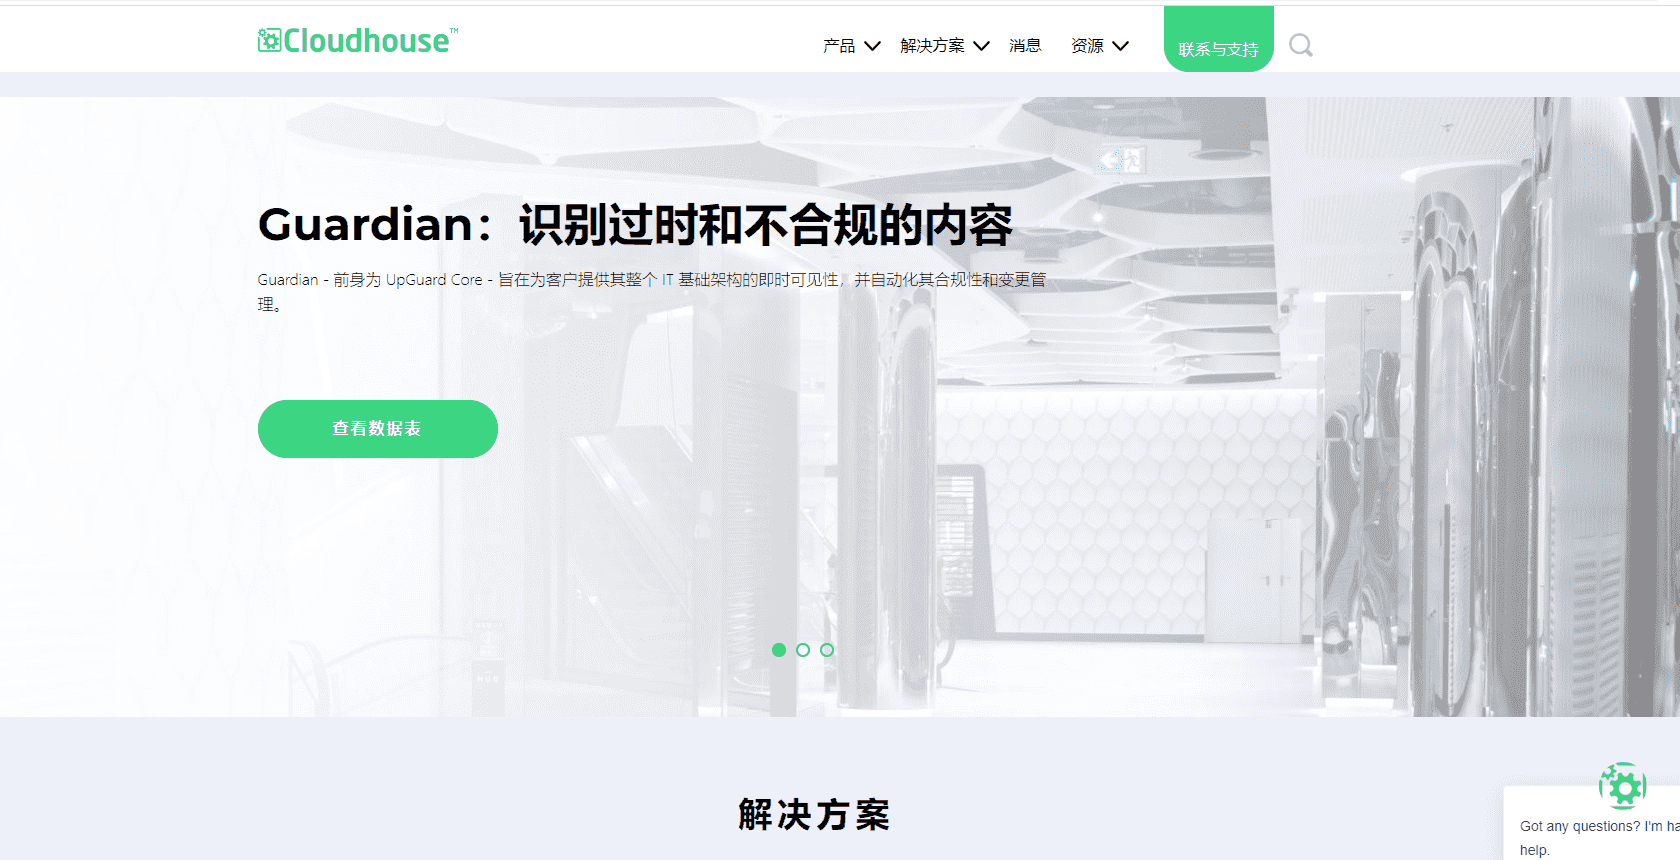 Cloudhouse™
产品 解决方案 消息 资源 联系与支持
Guardian：识别过时和不合规的内容
Guardian - 前身为 UpGuard Core - 旨在为客户提供其整个 IT 基础架构的即时可见性，并自动化其合规性和变更管
理。
查看数据表
解决方案
Got any questions? I'm ha
help.